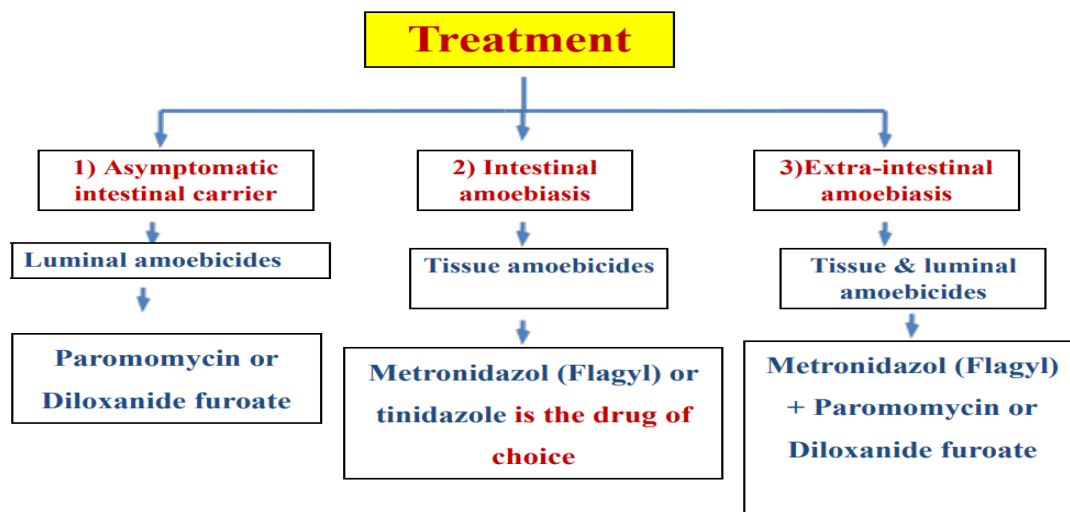 Treatment
1) Asymptomatic
intestinal carrier
2) Intestinal
amoebiasis
3)Extra-intestinal
amoebiasis
Luminal amoebicides
Tissue amoebicides
Tissue & luminal
amoebicides
Paromomycin or
Diloxanide furoate
Metronidazol (Flagyl) or
tinidazole is the drug of
choice
Metronidazol (Flagyl)
+ Paromomycin or
Diloxanide furoate